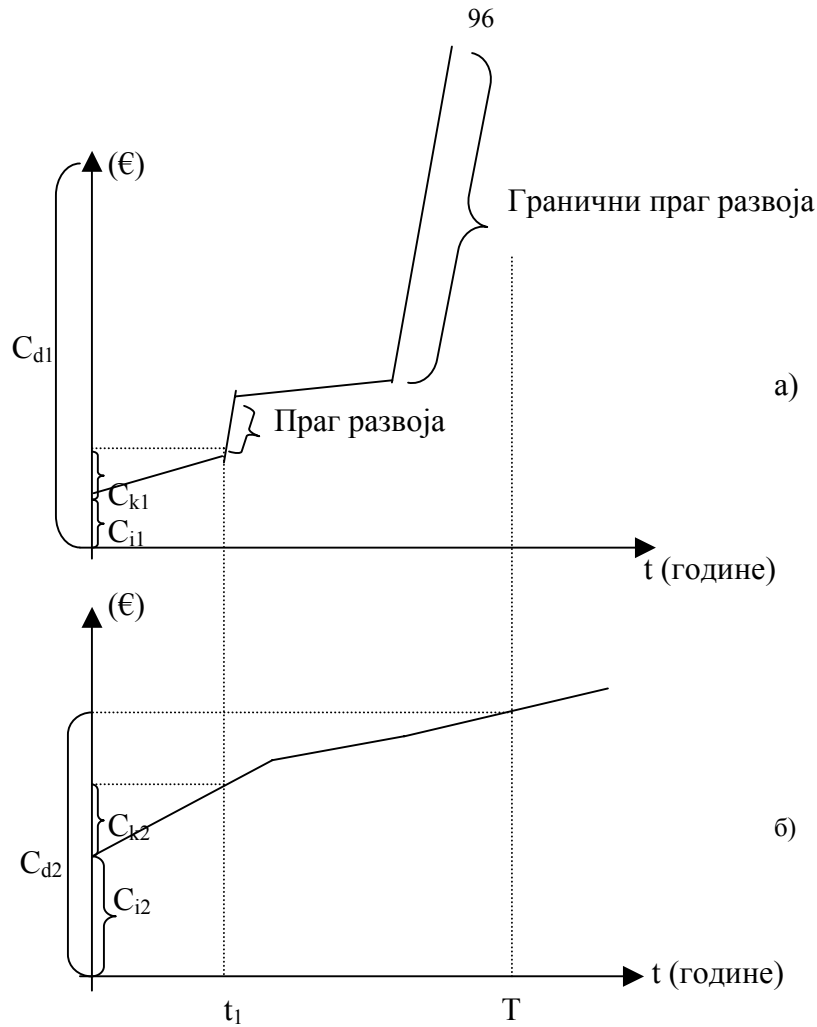 96
(€)
Гранични праг развоја
C_d1
а)
Праг развоја
C_k1
C_i1
t (године)
(€)
C_k2
б)
C_d2
C_i2
t (године)
t_1
T